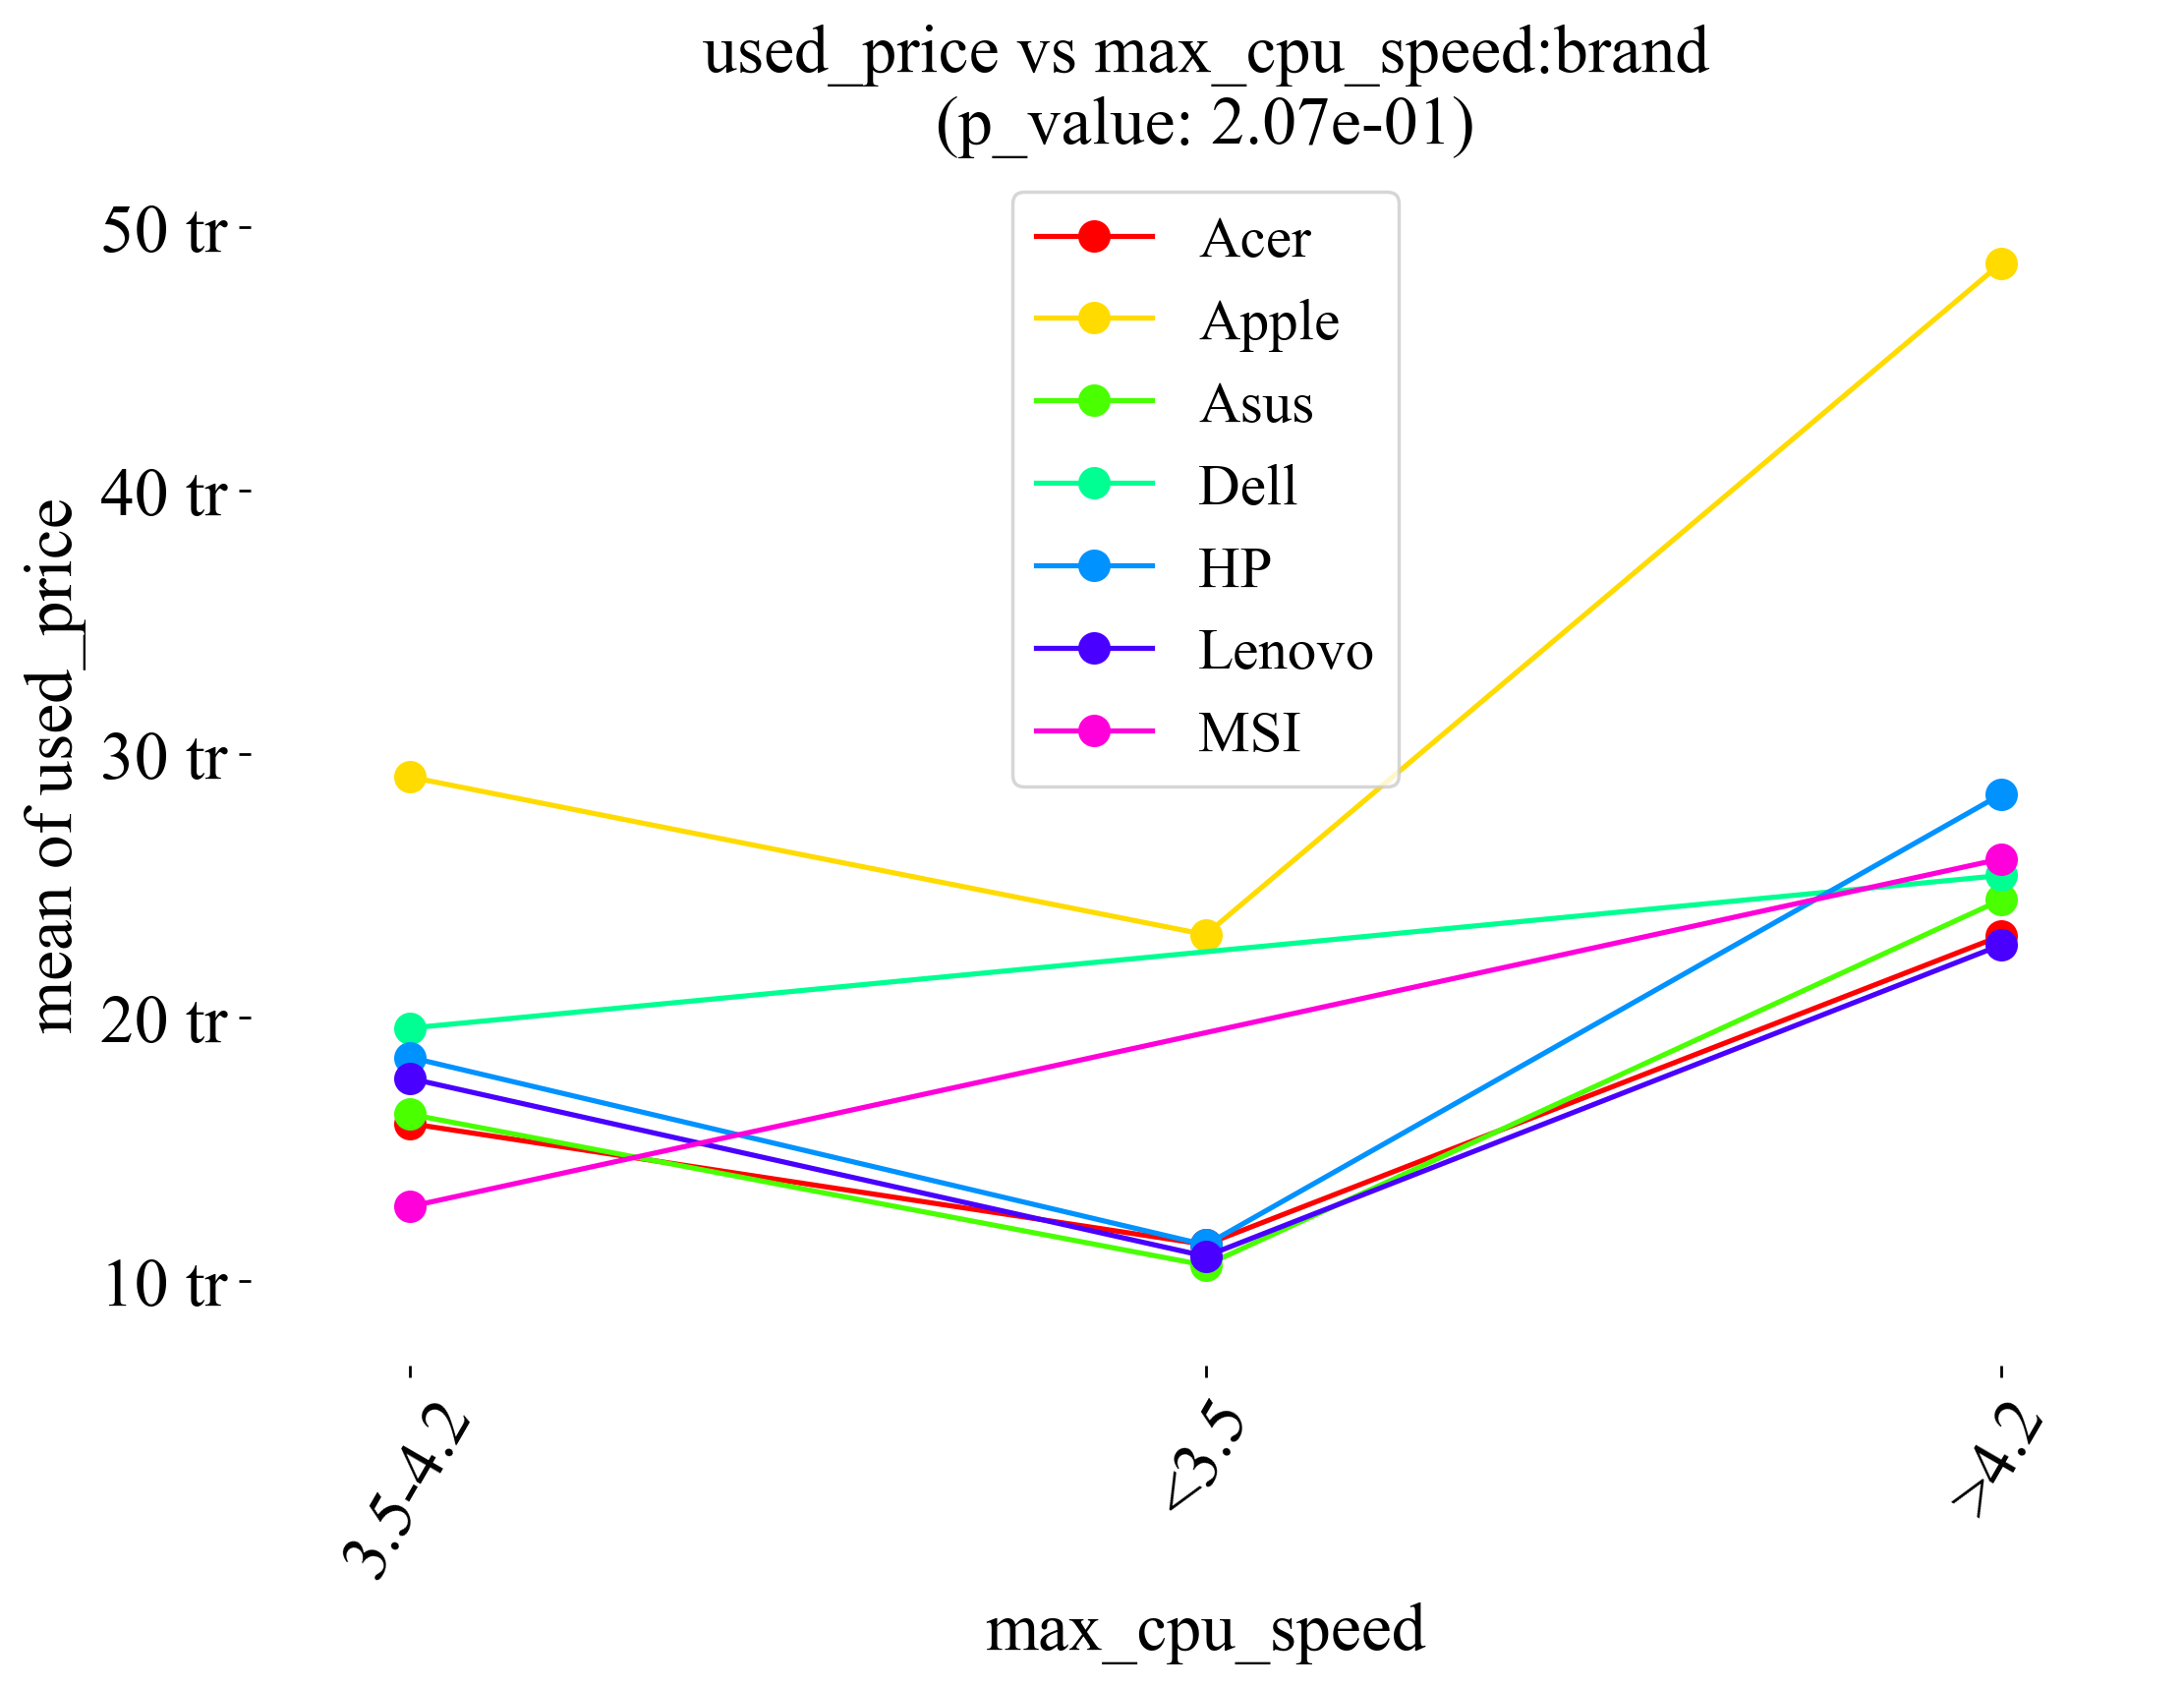 used_price vs max_cpu_speed:brand
(p_value: 2.07e-01)
50 tr
40 tr
30 tr
20 tr
10 tr
mean of used_price
Acer
Apple
Asus
Dell
HP
Lenovo
MSI
3.5-4.2
<3.5
>4.2
max_cpu_speed